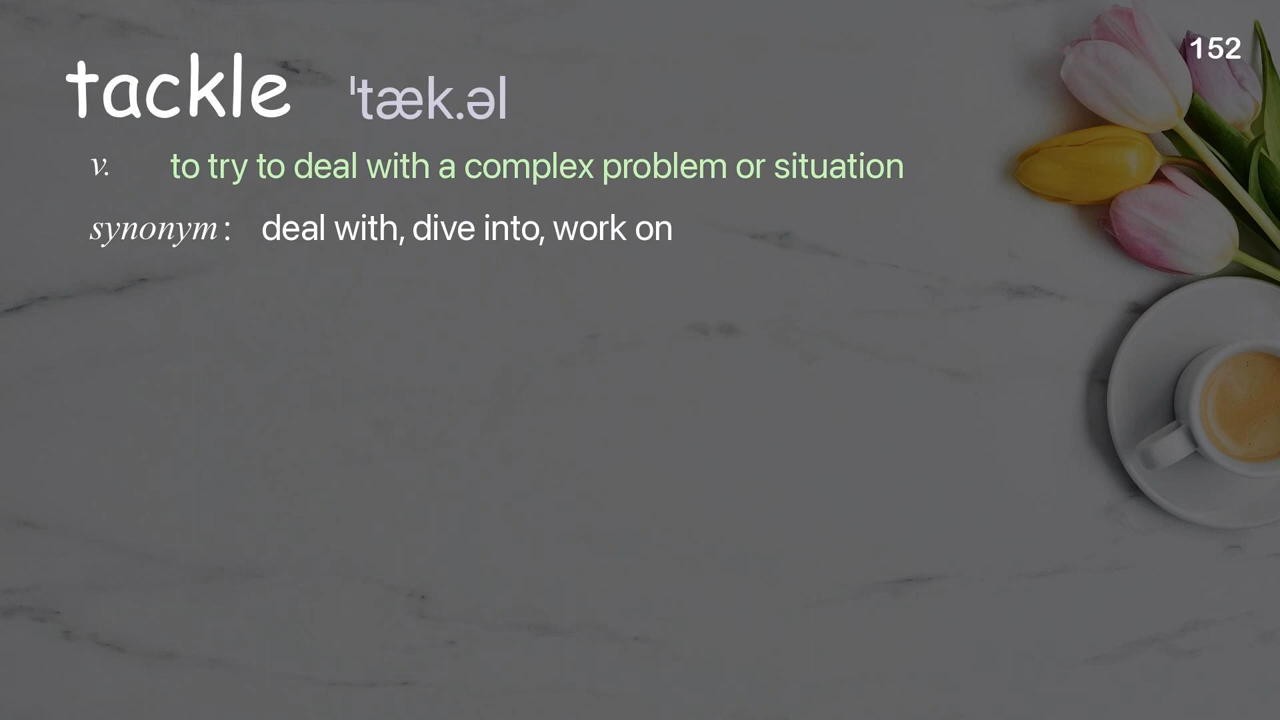 152
tackle ˈtæk.əl
v. to try to deal with a complex problem or situation
synonym: deal with, dive into, work on